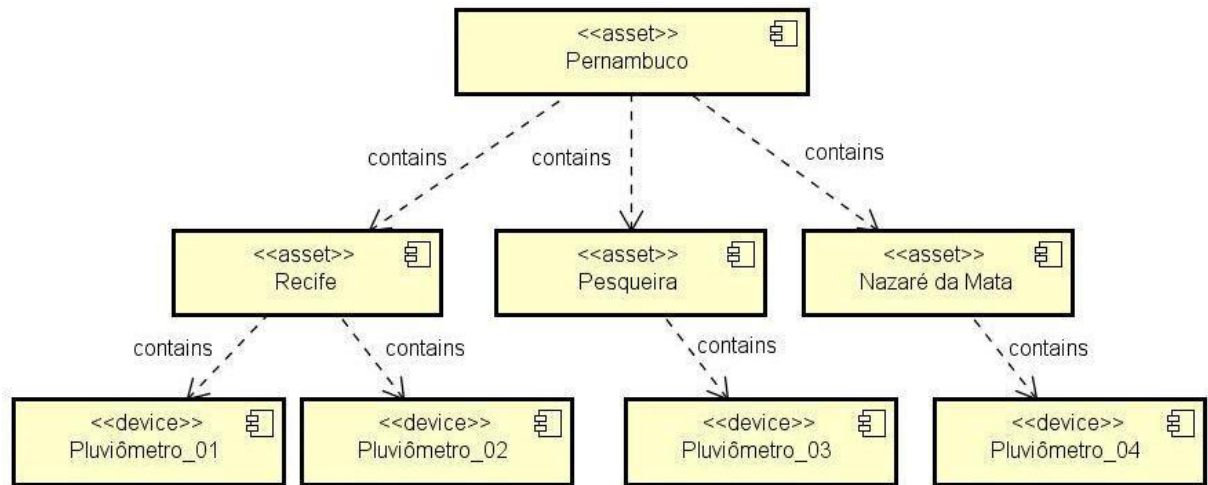 <<asset>>
Pernambuco
contains
contains
contains
<<asset>>
Recife
<<asset>>
Pesqueira
<<asset>>
Nazaré da Mata
contains
contains
contains
contains
<<device>>
Pluviômetro_01
<<device>>
Pluviômetro_02
<<device>>
Pluviômetro_03
<<device>>
Pluviômetro_04